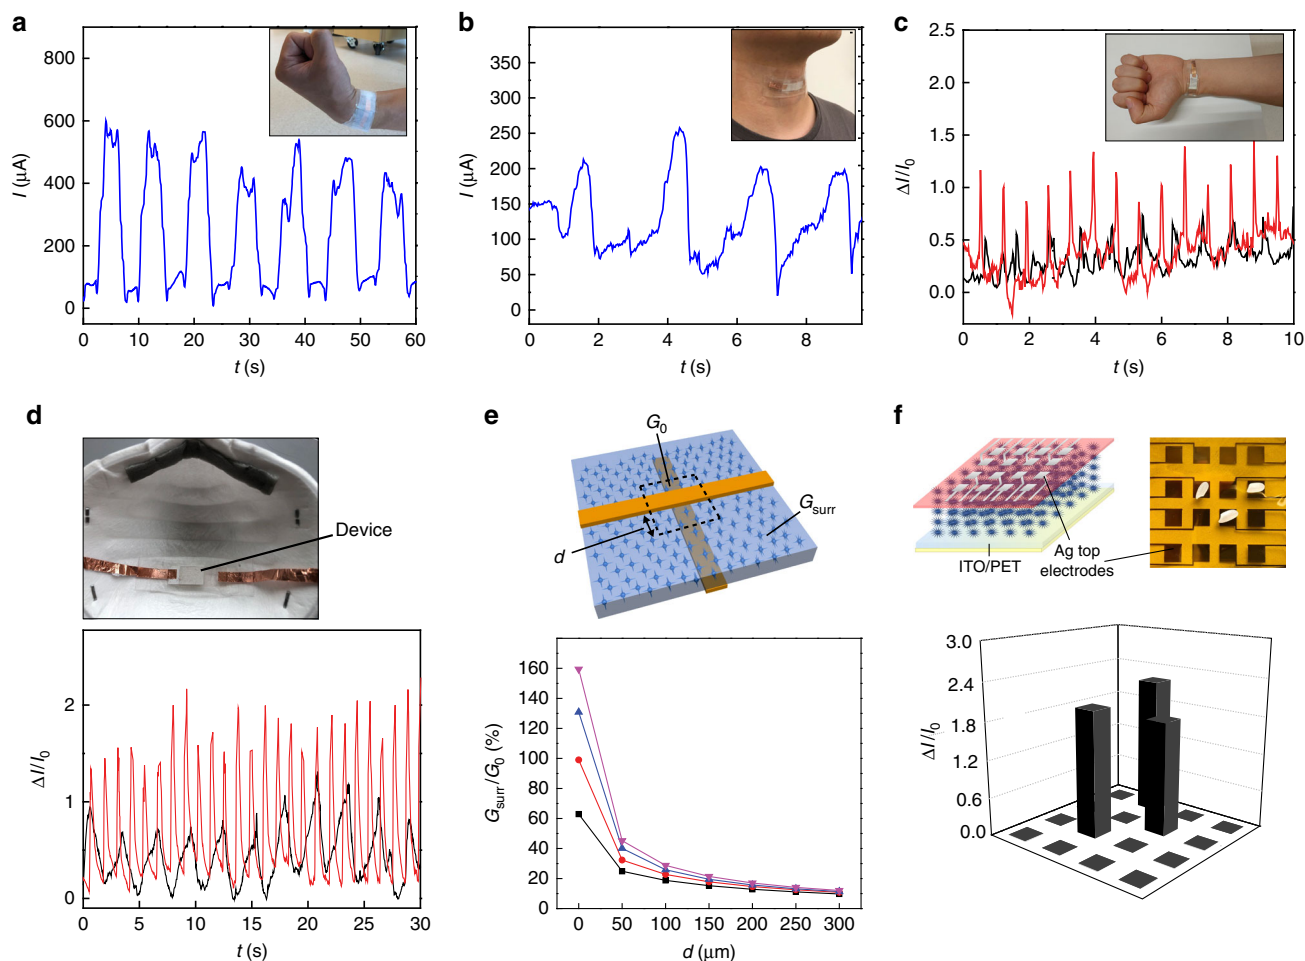 a
I (μA)
800
600
400
200
0
0 10 20 30 40 50 60
t (s)
b
I (μA)
400
350
300
250
200
150
100
50
0
0 2 4 6 8
t (s)
c
ΔI/I0
2.5
2.0
1.5
1.0
0.5
0.0
0 2 4 6 8 10
t (s)
d
Device
ΔI/I0
2
1
0
0 5 10 15 20 25 30
t (s)
e
G0
Gsurr
d
Gsurr/G0 (%)
160
140
120
100
80
60
40
20
0
0 50 100 150 200 250 300
d (μm)
f
ITO/PET
Ag top
electrodes
ΔI/I0
3.0
2.4
1.8
1.2
0.6
0.0